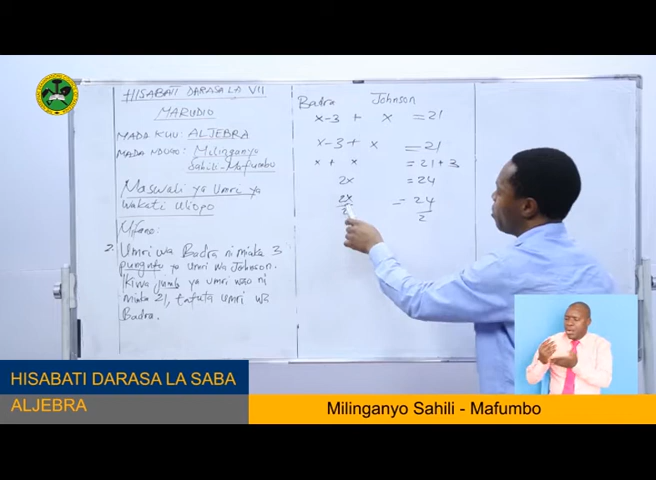 HISABATI DARASA LA VII
MARUDIO
MADA KUU: ALJEBRA
MADA NDOGO: Milinganyo
Sahili - Mafumbo
Maswali ya Umri ya
Wakati Uliopo
Mfano:
2. Umri wa Badra ni miaka 3
pungufu ya Umri wa Johnson.
Ikiwa jumla ya umri wao ni
miaka 21, tafuta umri wa
Badra.
Badra Johnson
x-3 + x = 21
x-3 + x = 21
x + x = 21+3
2x = 24
2x = 24
2 2
HISABATI DARASA LA SABA
ALJEBRA
Milinganyo Sahili - Mafumbo